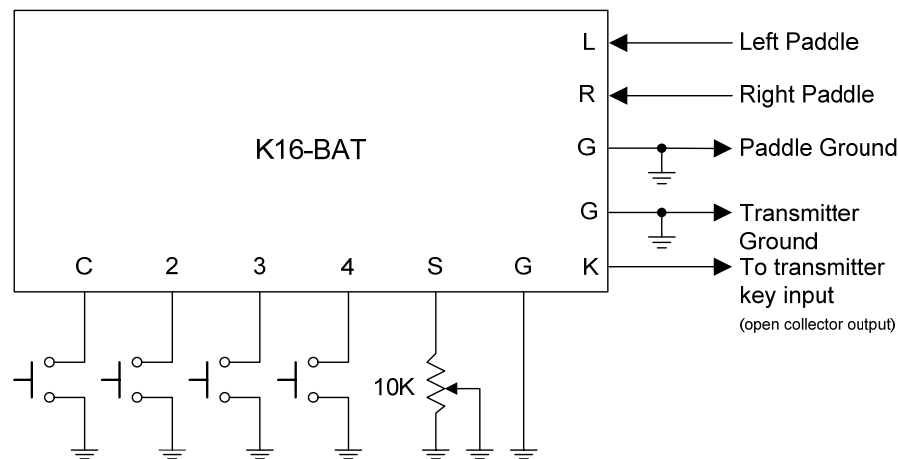 L
Left Paddle
R
Right Paddle
K16-BAT
G
Paddle Ground
G
Transmitter
Ground
C 2 3 4 S G K
To transmitter
key input
(open collector output)
10K